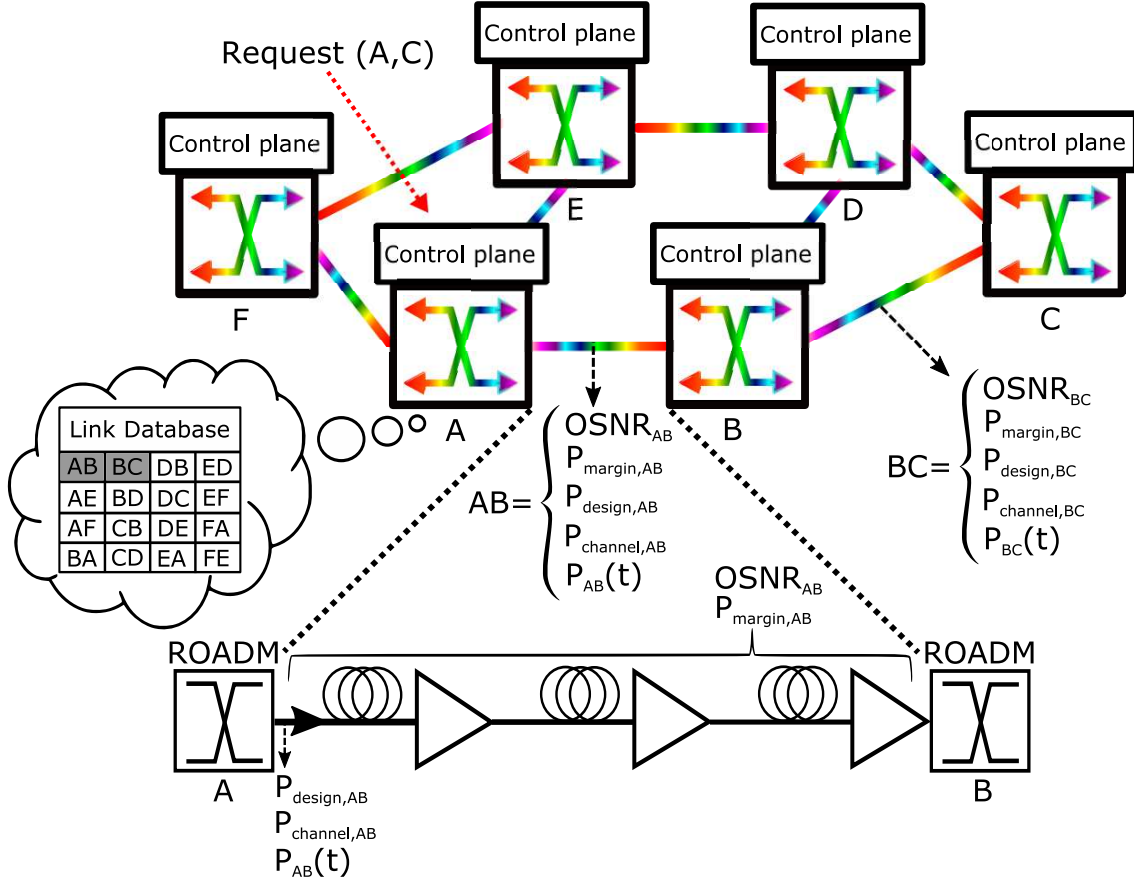 Control plane
Control plane
Request (A,C)
Control plane
Control plane
E
D
Control plane
Control plane
F
C
A
B
Link Database
AB BC DB ED
AE BD DC EF
AF CB DE FA
BA CD EA FE
AB=
OSNR_AB
P_margin,AB
P_design,AB
P_channel,AB
P_AB(t)
BC=
OSNR_BC
P_margin,BC
P_design,BC
P_channel,BC
P_BC(t)
OSNR_AB
P_margin,AB
ROADM
ROADM
A
B
P_design,AB
P_channel,AB
P_AB(t)